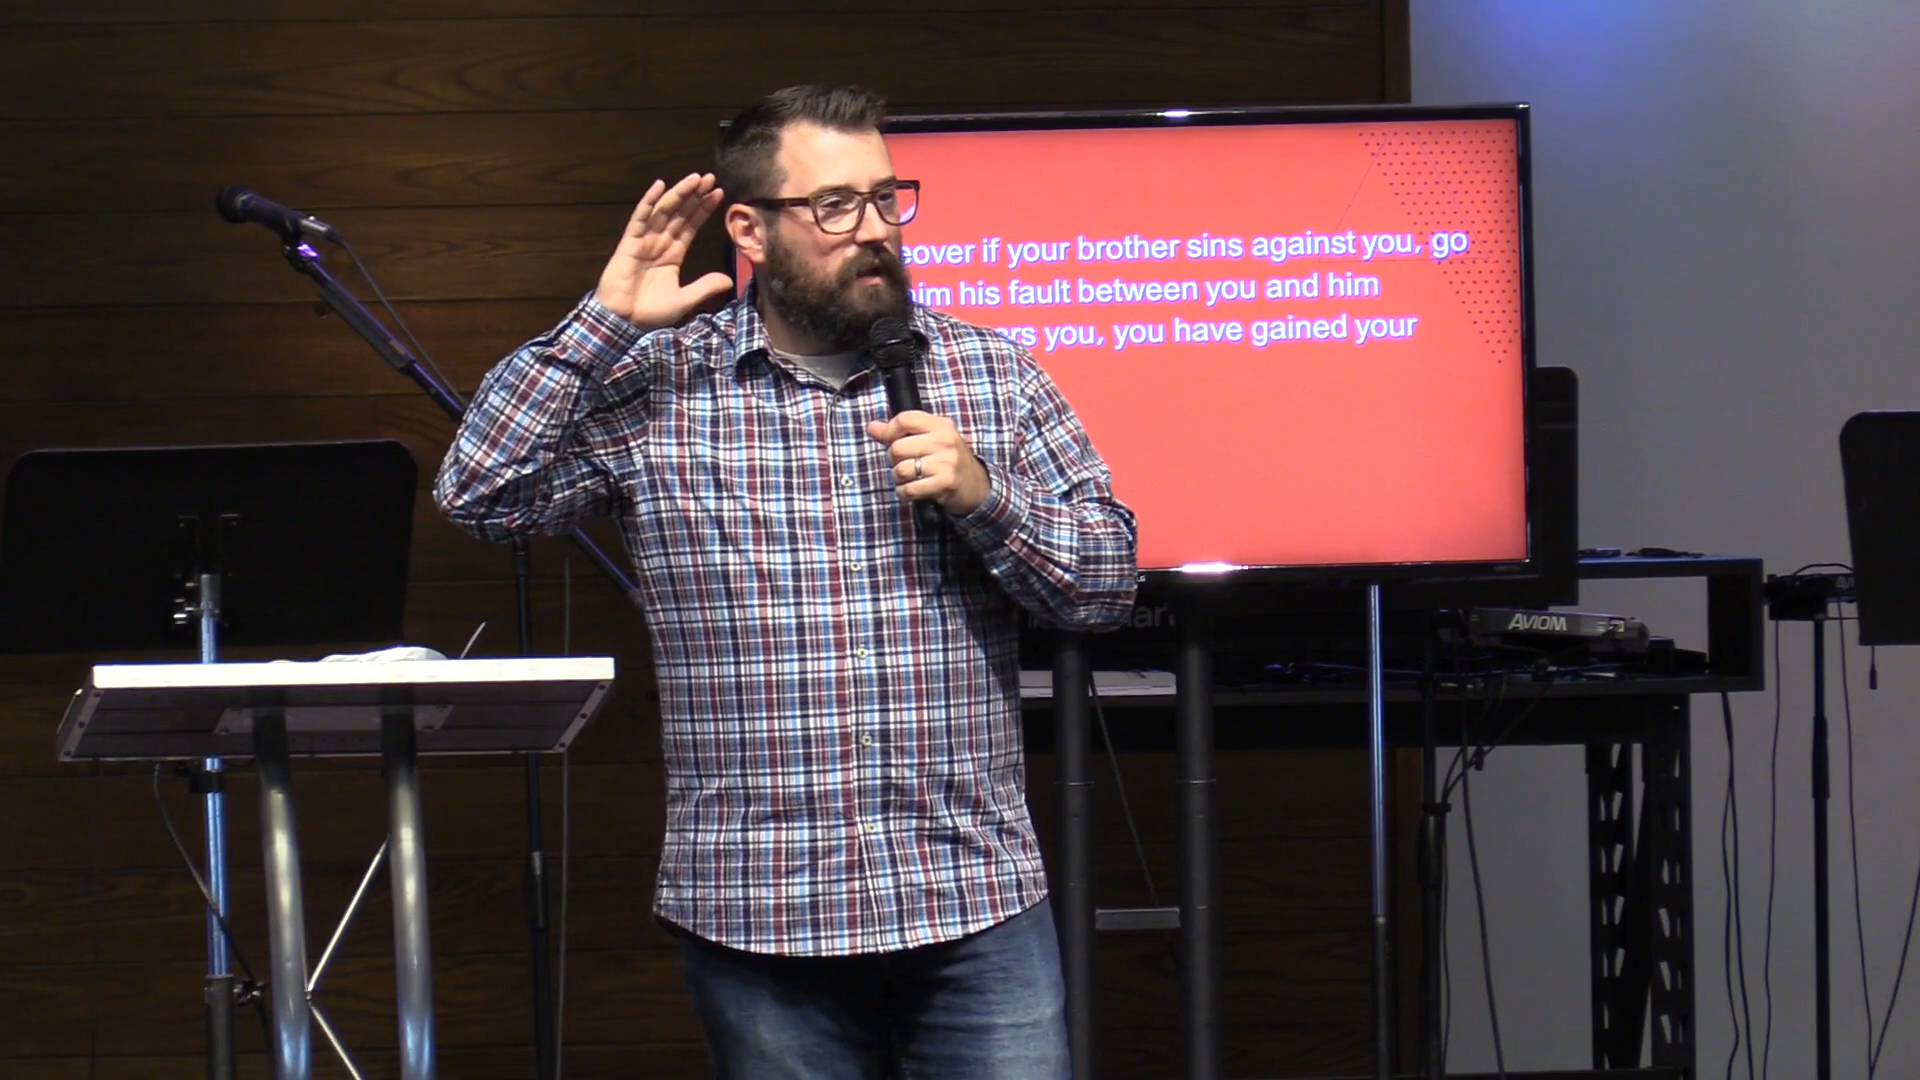 eover if your brother sins against you, go
him his fault between you and him
rs you, you have gained your
LG
AVIOM